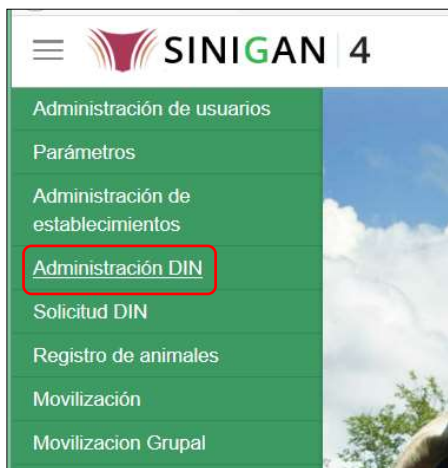 SINIGAN 4
Administración de usuarios
Parámetros
Administración de
establecimientos
Administración DIN
Solicitud DIN
Registro de animales
Movilización
Movilizacion Grupal